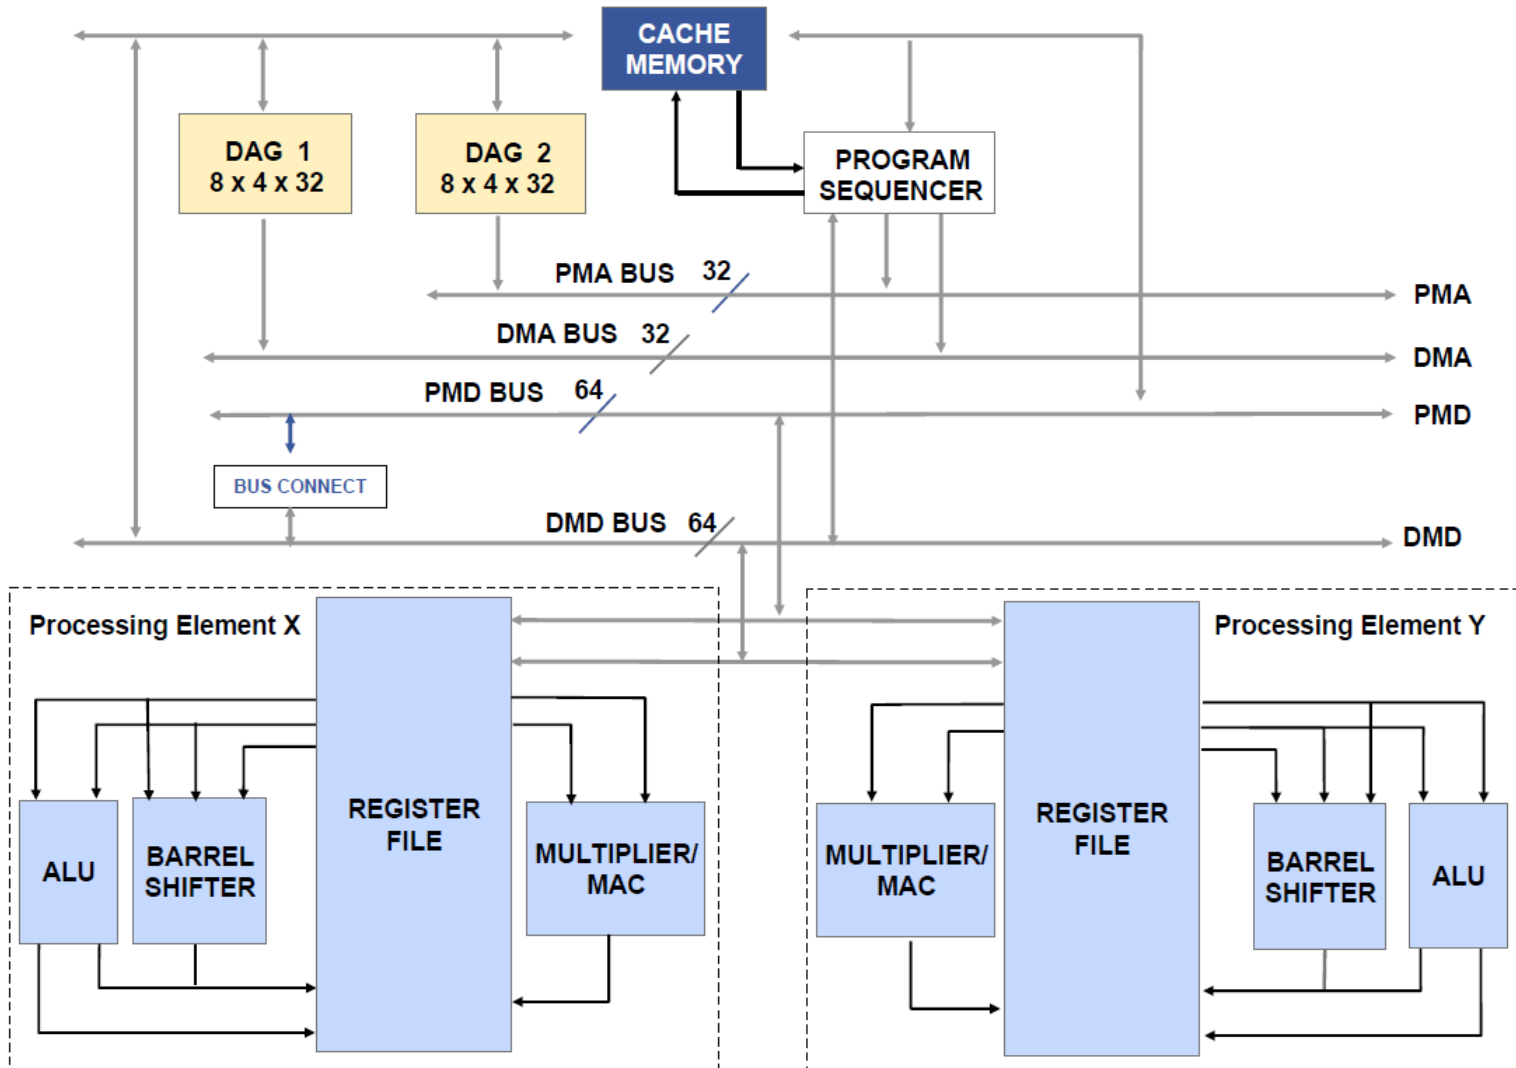 CACHE
MEMORY
DAG 1
8 x 4 x 32
DAG 2
8 x 4 x 32
PROGRAM
SEQUENCER
PMA BUS 32
PMA
DMA BUS 32
DMA
PMD BUS 64
PMD
BUS CONNECT
DMD BUS 64
DMD
Processing Element X
Processing Element Y
REGISTER
FILE
ALU
BARREL
SHIFTER
MULTIPLIER/
MAC
MULTIPLIER/
MAC
REGISTER
FILE
BARREL
SHIFTER
ALU